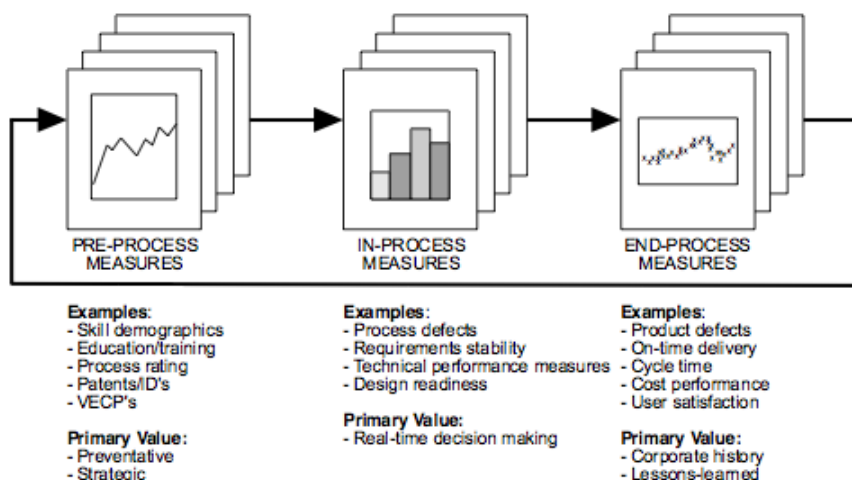 PRE-PROCESS
MEASURES
IN-PROCESS
MEASURES
END-PROCESS
MEASURES
Examples:
- Skill demographics
- Education/training
- Process rating
- Patents/ID's
- VECP's
Primary Value:
- Preventative
- Strategic
Examples:
- Process defects
- Requirements stability
- Technical performance measures
- Design readiness
Primary Value:
- Real-time decision making
Examples:
- Product defects
- On-time delivery
- Cycle time
- Cost performance
- User satisfaction
Primary Value:
- Corporate history
- Lessons-learned